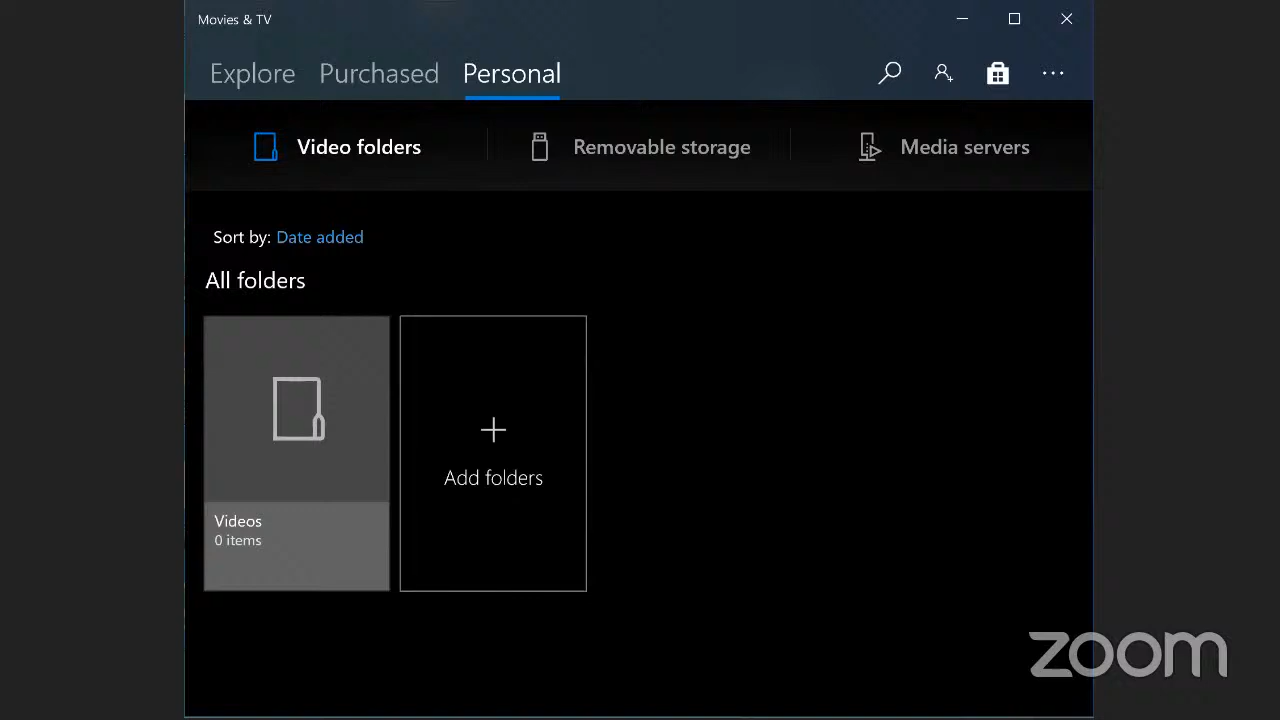 Movies & TV
Explore Purchased Personal
Video folders Removable storage Media servers
Sort by: Date added
All folders
Add folders
Videos
0 items
zoom